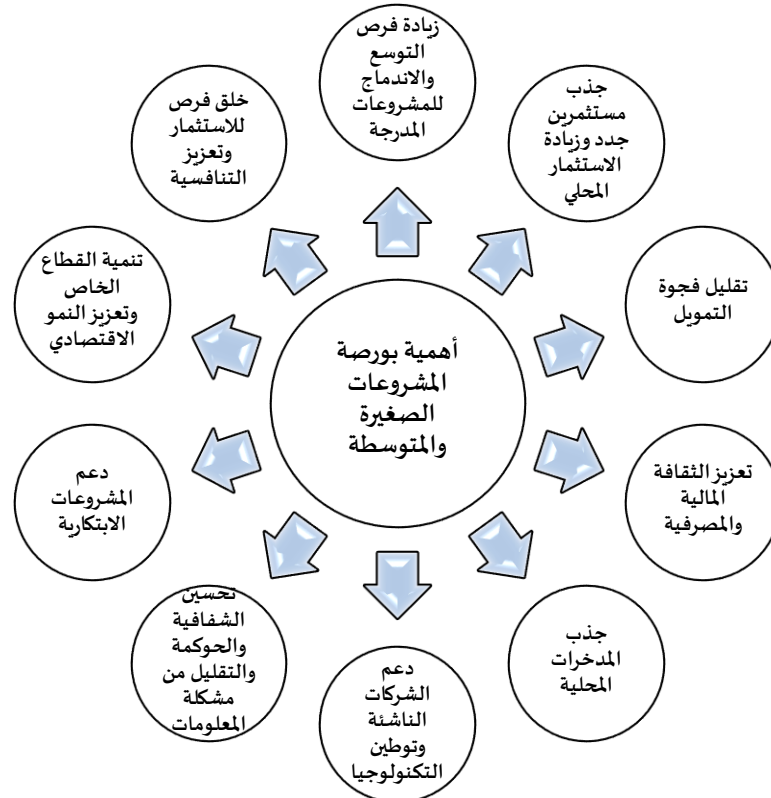 أهمية بورصة
المشروعات
الصغيرة
والمتوسطة
زيادة فرص
التوسع
والاندماج
للمشروعات
المدرجة
جذب
مستثمرين
جدد وزيادة
الاستثمار
المحلي
تقليل فجوة
التمويل
تعزيز الثقافة
المالية
والمصرفية
جذب
المدخرات
المحلية
دعم
الشركات
الناشئة
وتوطين
التكنولوجيا
تحسين
الشفافية
والحوكمة
والتقليل من
مشكلة
المعلومات
دعم
المشروعات
الابتكارية
تنمية القطاع
الخاص
وتعزيز النمو
الاقتصادي
خلق فرص
للاستثمار
وتعزيز
التنافسية